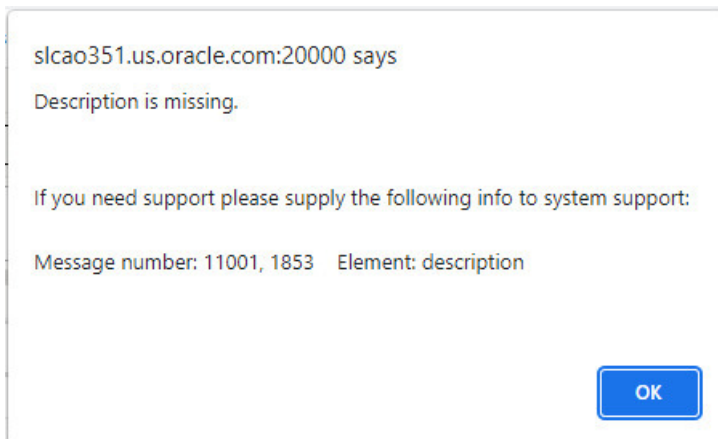 slcao351.us.oracle.com:20000 says
Description is missing.
If you need support please supply the following info to system support:
Message number: 11001, 1853    Element: description
OK